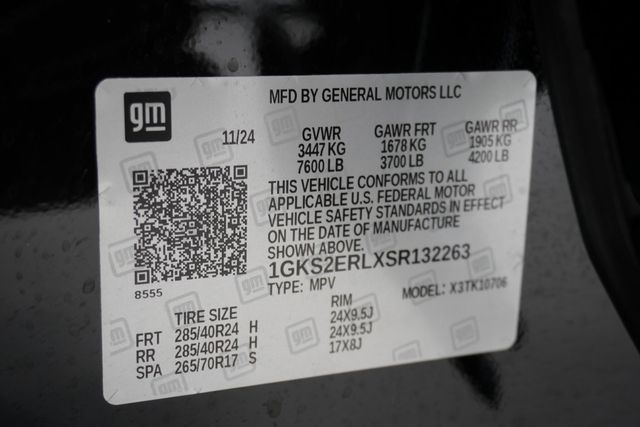 gm
MFD BY GENERAL MOTORS LLC
11/24
GVWR GAWR FRT GAWR RR
3447 KG 1678 KG 1905 KG
7600 LB 3700 LB 4200 LB
THIS VEHICLE CONFORMS TO ALL
APPLICABLE U.S. FEDERAL MOTOR
VEHICLE SAFETY STANDARDS IN EFFECT
ON THE DATE OF MANUFACTURE
SHOWN ABOVE.
1GKS2ERLXSR132263
8555
TYPE: MPV MODEL: X3TK10706
TIRE SIZE RIM
FRT 285/40R24 H 24X9.5J
RR 285/40R24 H 24X9.5J
SPA 265/70R17 S 17X8J